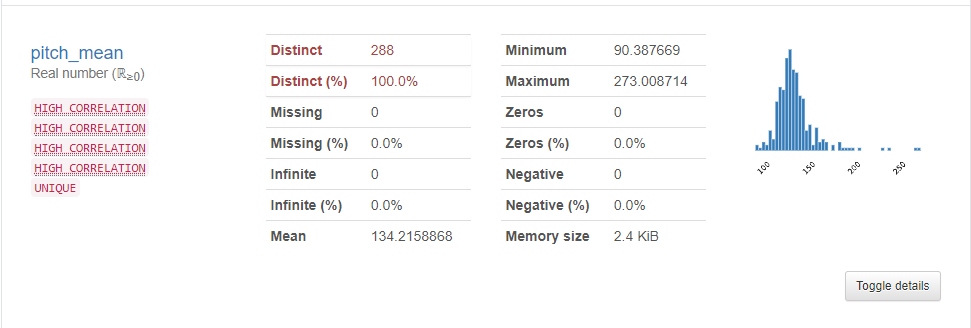 pitch_mean
Real number (ℝ≥0)
HIGH CORRELATION
HIGH CORRELATION
HIGH CORRELATION
HIGH CORRELATION
UNIQUE
Distinct 288
Distinct (%) 100.0%
Missing 0
Missing (%) 0.0%
Infinite 0
Infinite (%) 0.0%
Mean 134.2158868
Minimum 90.387669
Maximum 273.008714
Zeros 0
Zeros (%) 0.0%
Negative 0
Negative (%) 0.0%
Memory size 2.4 KiB
100 150 200 250
Toggle details